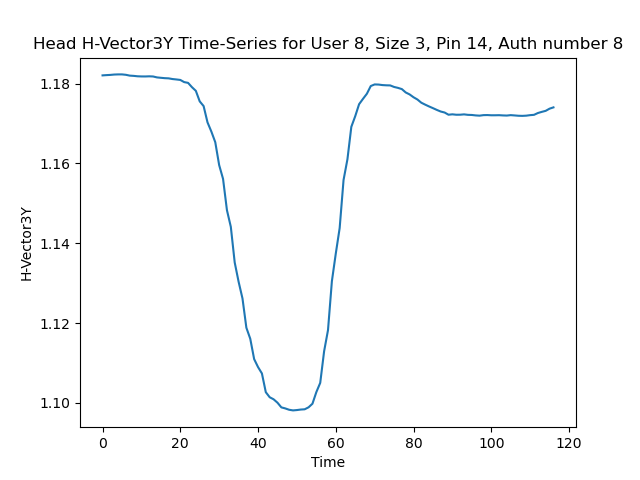 Head H-Vector3Y Time-Series for User 8, Size 3, Pin 14, Auth number 8
1.18
1.16
1.14
1.12
1.10
H-Vector3Y
0 20 40 60 80 100 120
Time